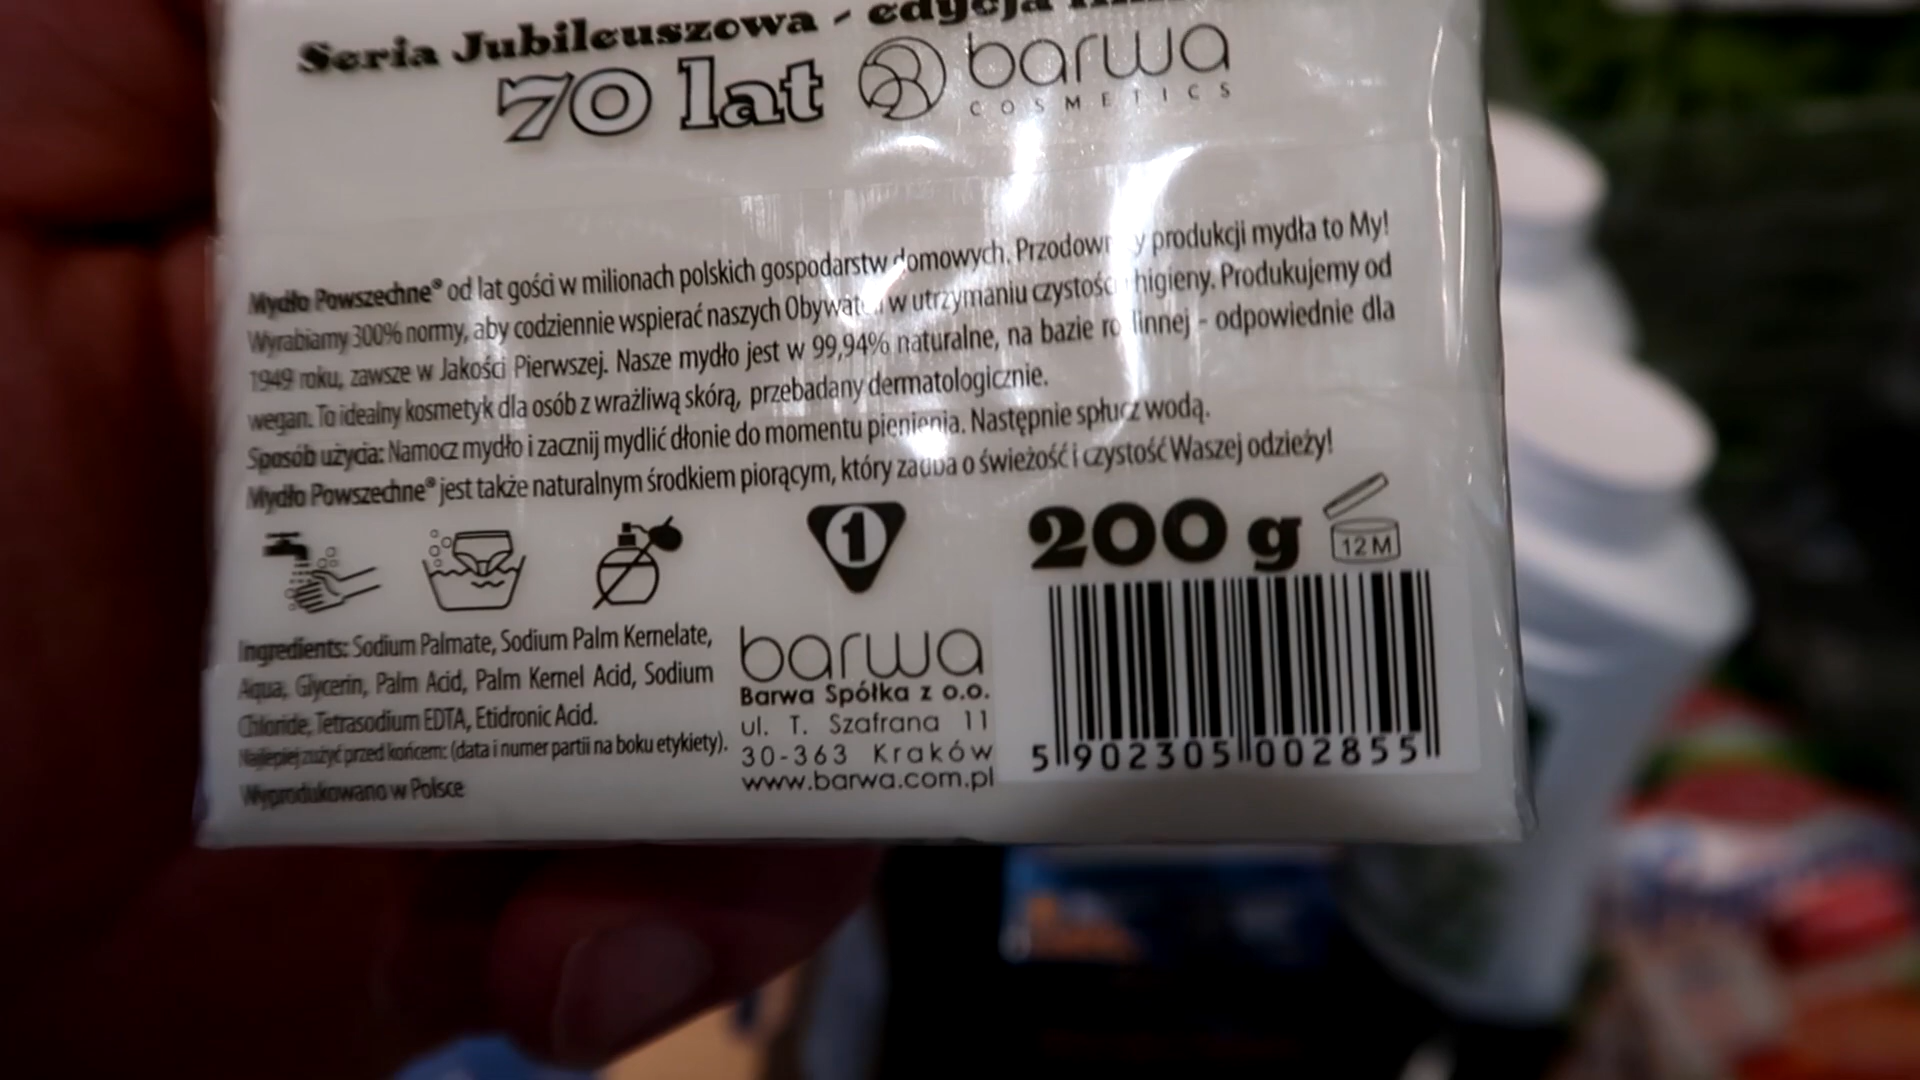 Seria Jubileuszowa - edycja
70 lat barwa
COSMETICS
Mydło Powszechne® od lat gości w milionach polskich gospodarstw domowych. y produkcji mydła to My!
Wyrabiamy 300% normy, aby codziennie wspierać naszych w utrzymaniu czystości higieny. Produkujemy od
1949 roku, zawsze w Jakości Pierwszej. Nasze mydło jest w 99,94% naturalne, na bazie roślinnej - odpowiednie dla
wegan. To idealny kosmetyk dla osób z wrażliwą skórą, przebadany dermatologicznie.
Sposób użycia: Namocz mydło i zacznij mydlić dłonie do momentu pienienia. Następnie spłucz wodą.
Mydło Powszechne® jest także naturalnym środkiem piorącym, który zadba o świeżość i czystość Waszej odzieży!
1
200 g
12 M
Ingredients: Sodium Palmate, Sodium Palm Kernelate,
Aqua, Glycerin, Palm Acid, Palm Kernel Acid, Sodium
Chloride, Tetrasodium EDTA, Etidronic Acid.
Najlepiej zużyć przed końcem: (data i numer partii na boku etykiety).
Wyprodukowano w Polsce
barwa
Barwa Spółka z o.o.
ul. T. Szafrana 11
30-363 Kraków
www.barwa.com.pl
5 902305 002855